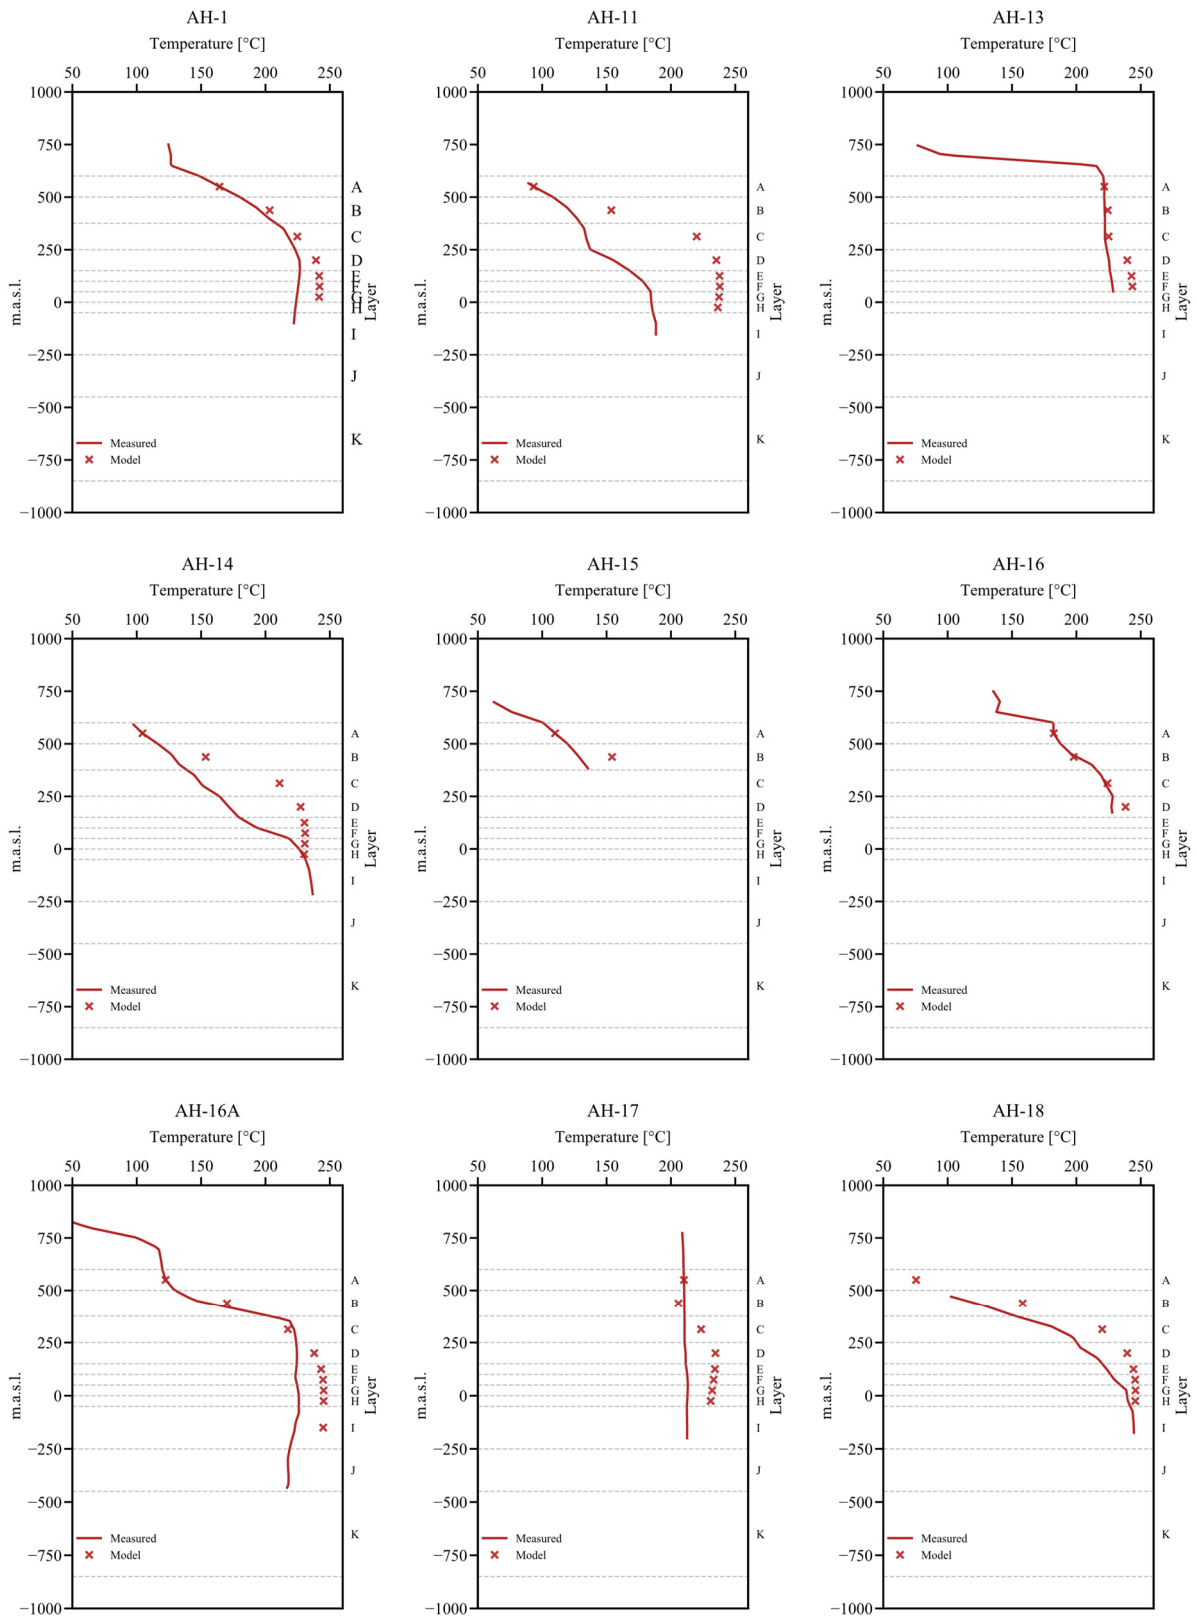 AH-1 AH-11 AH-13
Temperature [°C] Temperature [°C] Temperature [°C]
50 100 150 200 250 50 100 150 200 250 50 100 150 200 250
1000 1000 1000
750 750 750
A A A
500 500 500
B B B
C C C
250 250 250
D D D
E E E
F F F
G G G
0 0 0
H H H
m.a.s.l. Layer m.a.s.l. Layer m.a.s.l. Layer
I I I
−250 −250 −250
J J J
−500 −500 −500
K K K
Measured Measured Measured
−750 Model −750 Model −750 Model
−1000 −1000 −1000
AH-14 AH-15 AH-16
Temperature [°C] Temperature [°C] Temperature [°C]
50 100 150 200 250 50 100 150 200 250 50 100 150 200 250
1000 1000 1000
750 750 750
A A A
500 500 500
B B B
C C C
250 250 250
D D D
E E E
F F F
G G G
0 0 0
H H H
m.a.s.l. Layer m.a.s.l. Layer m.a.s.l. Layer
I I I
−250 −250 −250
J J J
−500 −500 −500
K K K
Measured Measured Measured
−750 Model −750 Model −750 Model
−1000 −1000 −1000
AH-16A AH-17 AH-18
Temperature [°C] Temperature [°C] Temperature [°C]
50 100 150 200 250 50 100 150 200 250 50 100 150 200 250
1000 1000 1000
750 750 750
A A A
500 500 500
B B B
C C C
250 250 250
D D D
E E E
F F F
G G G
0 0 0
H H H
m.a.s.l. Layer m.a.s.l. Layer m.a.s.l. Layer
I I I
−250 −250 −250
J J J
−500 −500 −500
K K K
Measured Measured Measured
−750 Model −750 Model −750 Model
−1000 −1000 −1000